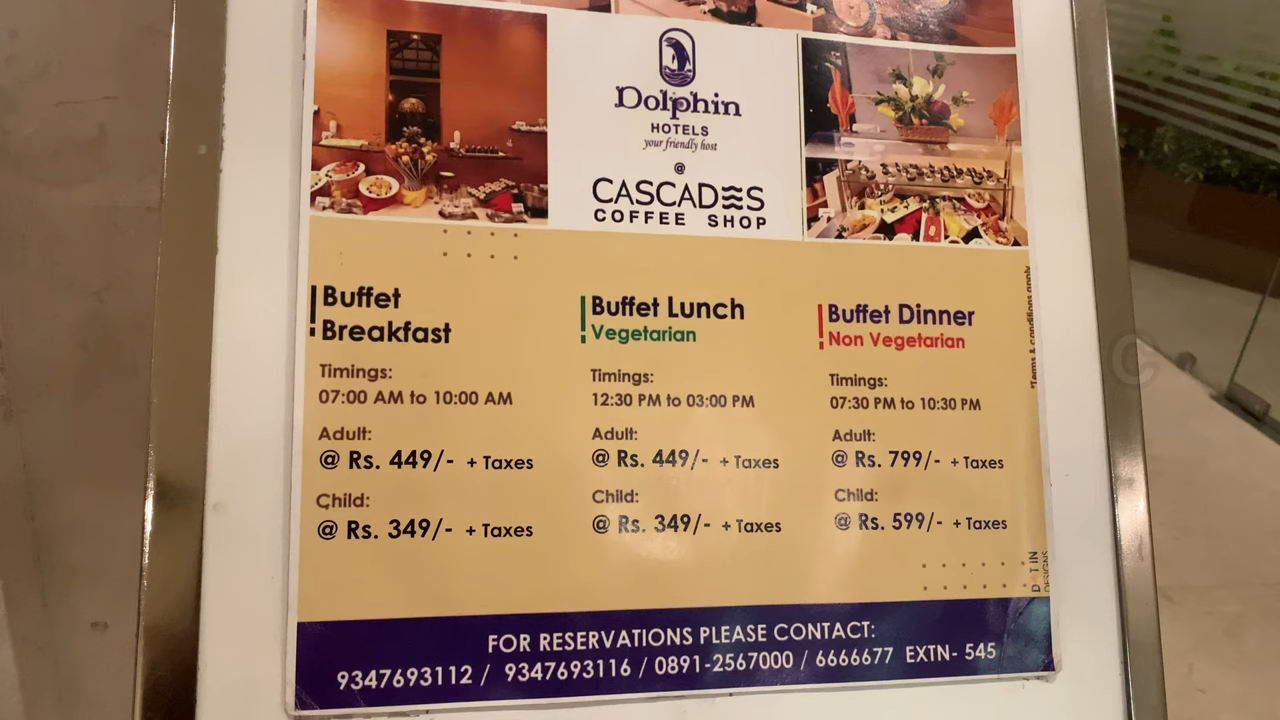 Dolphin
HOTELS
your friendly host
@
CASCADES
COFFEE SHOP
Buffet
Breakfast
Timings:
07:00 AM to 10:00 AM
Adult:
@ Rs. 449/- + Taxes
Child:
@ Rs. 349/- + Taxes
Buffet Lunch
Vegetarian
Timings:
12:30 PM to 03:00 PM
Adult:
@ Rs. 449/- + Taxes
Child:
@ Rs. 349/- + Taxes
Buffet Dinner
Non Vegetarian
Timings:
07:30 PM to 10:30 PM
Adult:
@ Rs. 799/- + Taxes
Child:
@ Rs. 599/- + Taxes
*Terms & conditions apply
D TIN
DESIGNS
FOR RESERVATIONS PLEASE CONTACT:
9347693112 / 9347693116 / 0891-2567000 / 6666677 EXTN- 545